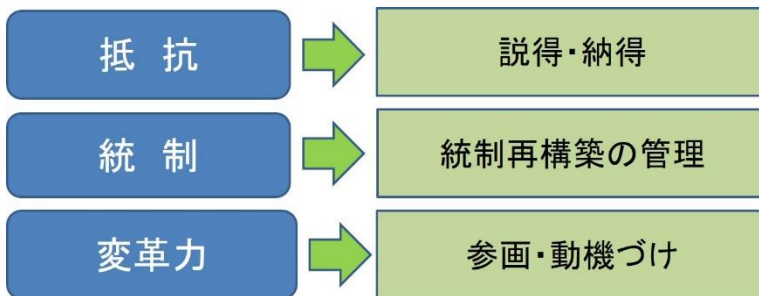 抵 抗
説得・納得
統 制
統制再構築の管理
変革力
参画・動機づけ